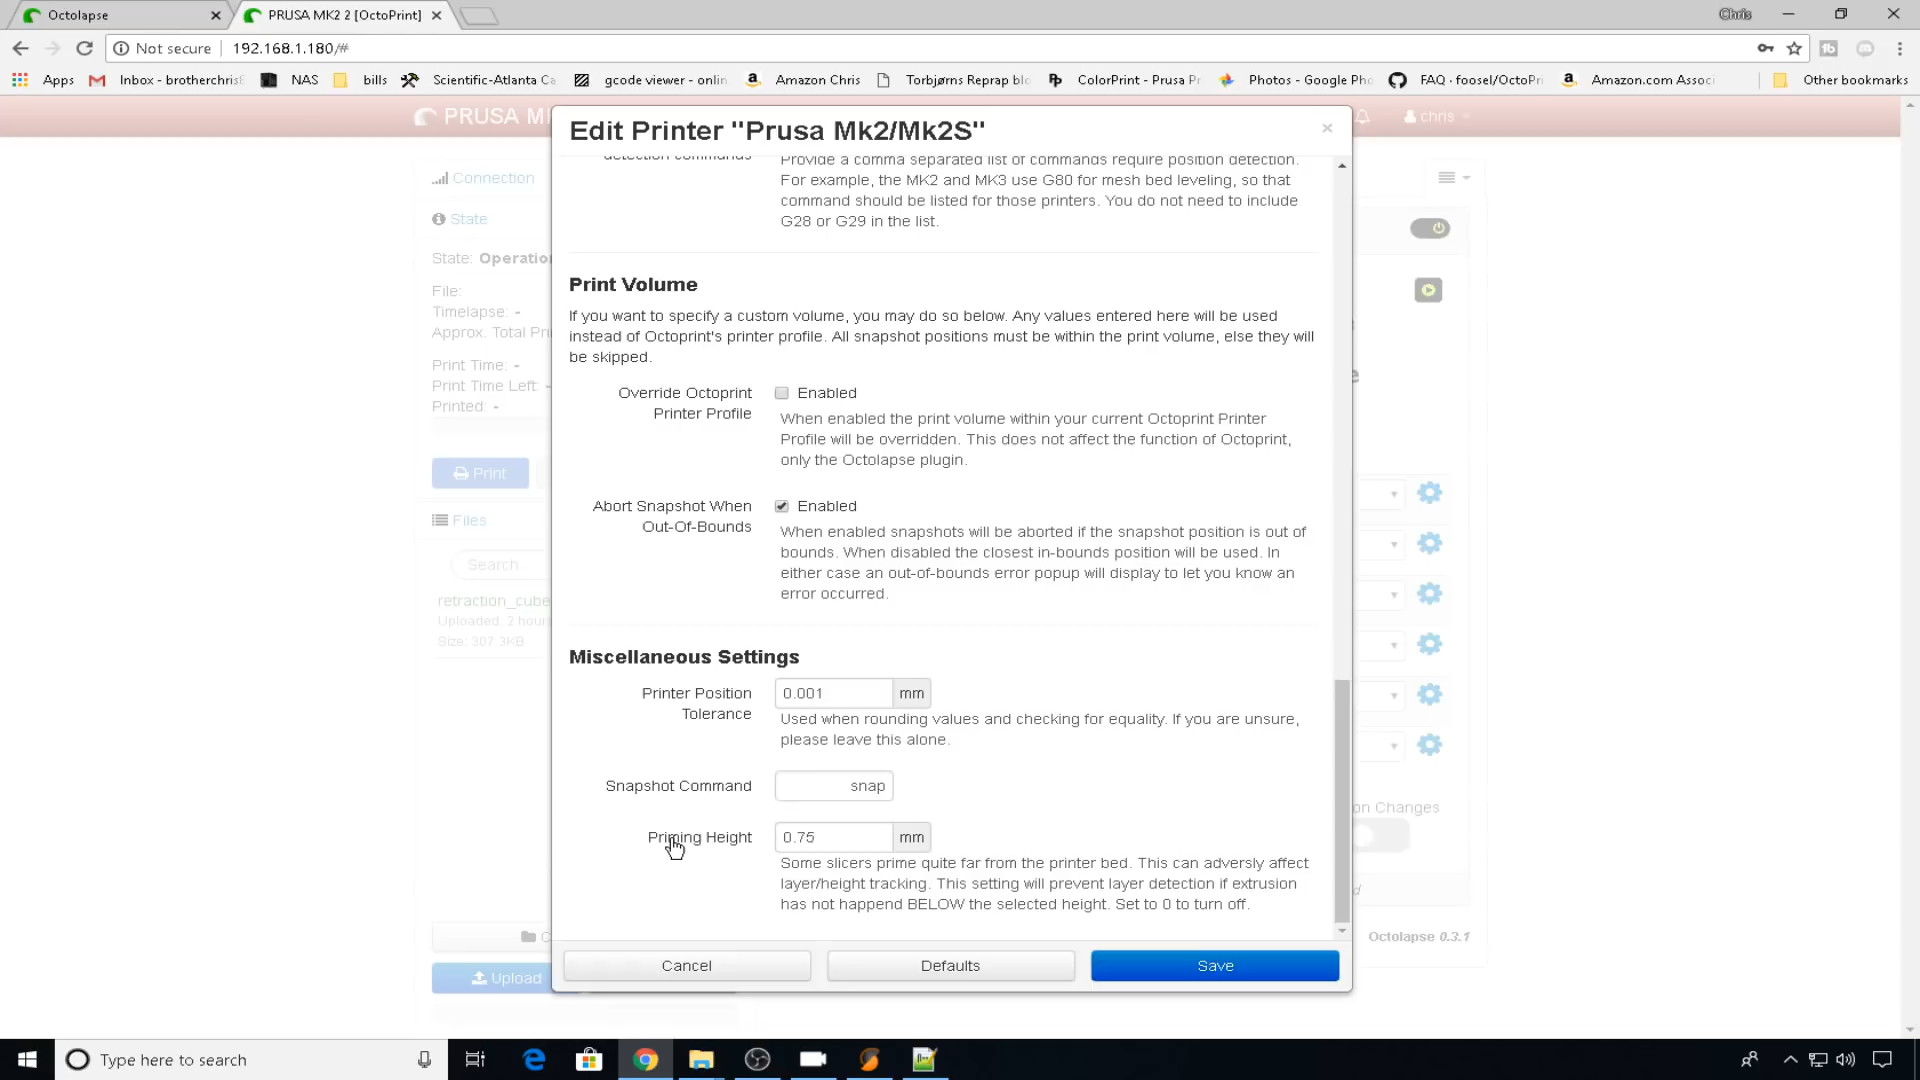 Octolapse
PRUSA MK2 2 [OctoPrint]
Chris
Not secure
192.168.1.180/#
Apps
Inbox - brotherchris
NAS
bills
Scientific-Atlanta Ca
gcode viewer - onlin
Amazon Chris
Torbjørns Reprap blo
ColorPrint - Prusa Pr
Photos - Google Pho
FAQ · foosel/OctoPri
Amazon.com Associ
Other bookmarks
PRUSA M
chris
Edit Printer "Prusa Mk2/Mk2S"
×
Connection
State
State: Operatio
File:
Timelapse: -
Approx. Total Pri
Print Time: -
Print Time Left: -
Printed: -
Print
Files
Search...
retraction_cube
Uploaded: 2 hour
Size: 307.3KB
Upload
detection commands
Provide a comma separated list of commands require position detection.
For example, the MK2 and MK3 use G80 for mesh bed leveling, so that
command should be listed for those printers. You do not need to include
G28 or G29 in the list.
Print Volume
If you want to specify a custom volume, you may do so below. Any values entered here will be used
instead of Octoprint's printer profile. All snapshot positions must be within the print volume, else they will
be skipped.
Override Octoprint
Printer Profile
Enabled
When enabled the print volume within your current Octoprint Printer
Profile will be overridden. This does not affect the function of Octoprint,
only the Octolapse plugin.
Abort Snapshot When
Out-Of-Bounds
Enabled
When enabled snapshots will be aborted if the snapshot position is out of
bounds. When disabled the closest in-bounds position will be used. In
either case an out-of-bounds error popup will display to let you know an
error occurred.
Miscellaneous Settings
Printer Position
Tolerance
0.001 mm
Used when rounding values and checking for equality. If you are unsure,
please leave this alone.
Snapshot Command
snap
Priming Height
0.75 mm
Some slicers prime quite far from the printer bed. This can adversly affect
layer/height tracking. This setting will prevent layer detection if extrusion
has not happend BELOW the selected height. Set to 0 to turn off.
Cancel
Defaults
Save
on Changes
Octolapse 0.3.1
Type here to search